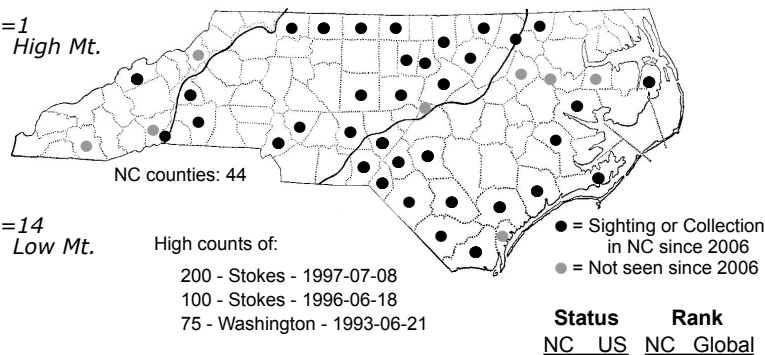 =1
High Mt.
NC counties: 44
=14
Low Mt.
High counts of:
200 - Stokes - 1997-07-08
100 - Stokes - 1996-06-18
75 - Washington - 1993-06-21
= Sighting or Collection
in NC since 2006
= Not seen since 2006
Status Rank
NC US NC Global